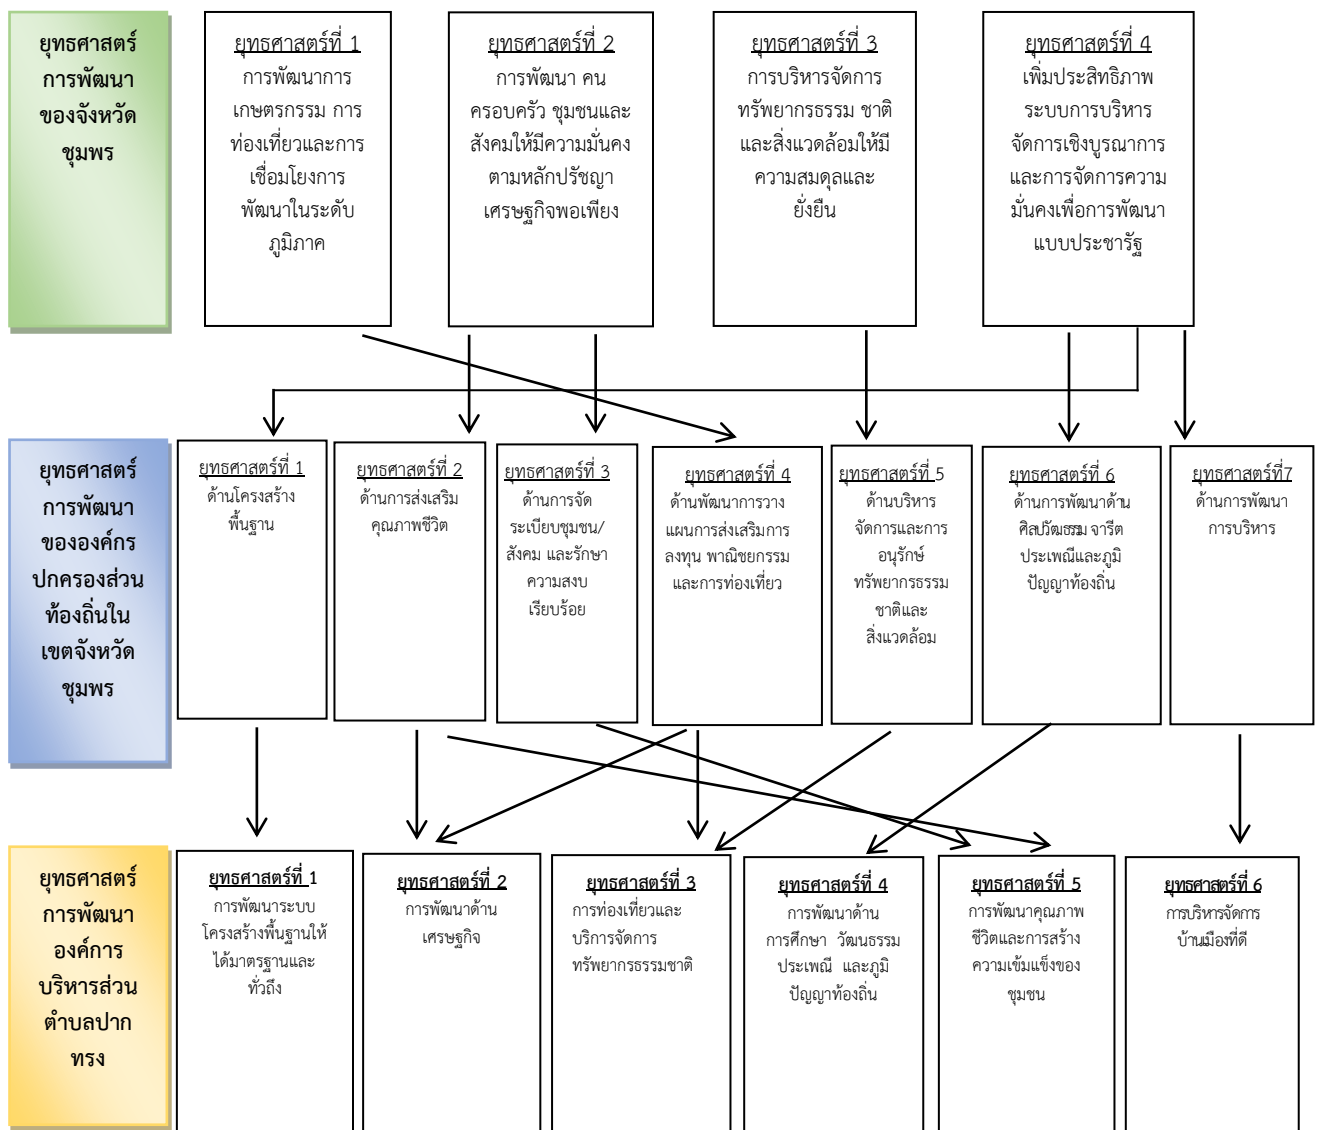 ยุทธศาสตร์
การพัฒนา
ของจังหวัด
ชุมพร
ยุทธศาสตร์ที่ 1
การพัฒนาการ
เกษตรกรรม การ
ท่องเที่ยวและการ
เชื่อมโยงการ
พัฒนาในระดับ
ภูมิภาค
ยุทธศาสตร์ที่ 2
การพัฒนา คน
ครอบครัว ชุมชนและ
สังคมให้มีความมั่นคง
ตามหลักปรัชญา
เศรษฐกิจพอเพียง
ยุทธศาสตร์ที่ 3
การบริหารจัดการ
ทรัพยากรธรรม ชาติ
และสิ่งแวดล้อมให้มี
ความสมดุลและ
ยั่งยืน
ยุทธศาสตร์ที่ 4
เพิ่มประสิทธิภาพ
ระบบการบริหาร
จัดการเชิงบูรณาการ
และการจัดการความ
มั่นคงเพื่อการพัฒนา
แบบประชารัฐ
ยุทธศาสตร์
การพัฒนา
ขององค์กร
ปกครองส่วน
ท้องถิ่นใน
เขตจังหวัด
ชุมพร
ยุทธศาสตร์ที่ 1
ด้านโครงสร้าง
พื้นฐาน
ยุทธศาสตร์ที่ 2
ด้านการส่งเสริม
คุณภาพชีวิต
ยุทธศาสตร์ที่ 3
ด้านการจัด
ระเบียบชุมชน/
สังคม และรักษา
ความสงบ
เรียบร้อย
ยุทธศาสตร์ที่ 4
ด้านพัฒนาการวาง
แผนการส่งเสริมการ
ลงทุน พาณิชยกรรม
และการท่องเที่ยว
ยุทธศาสตร์ที่ 5
ด้านบริหาร
จัดการและการ
อนุรักษ์
ทรัพยากรธรรม
ชาติและ
สิ่งแวดล้อม
ยุทธศาสตร์ที่ 6
ด้านการพัฒนาด้าน
ศิลปวัฒธรรม จารีต
ประเพณีและภูมิ
ปัญญาท้องถิ่น
ยุทธศาสตร์ที่7
ด้านการพัฒนา
การบริหาร
ยุทธศาสตร์
การพัฒนา
องค์การ
บริหารส่วน
ตำบลปาก
ทรง
ยุทธศาสตร์ที่ 1
การพัฒนาระบบ
โครงสร้างพื้นฐานให้
ได้มาตรฐานและ
ทั่วถึง
ยุทธศาสตร์ที่ 2
การพัฒนาด้าน
เศรษฐกิจ
ยุทธศาสตร์ที่ 3
การท่องเที่ยวและ
บริการจัดการ
ทรัพยากรธรรมชาติ
ยุทธศาสตร์ที่ 4
การพัฒนาด้าน
การศึกษา วัฒนธรรม
ประเพณี และภูมิ
ปัญญาท้องถิ่น
ยุทธศาสตร์ที่ 5
การพัฒนาคุณภาพ
ชีวิตและการสร้าง
ความเข้มแข็งของ
ชุมชน
ยุทธศาสตร์ที่ 6
การบริหารจัดการ
บ้านเมืองที่ดี